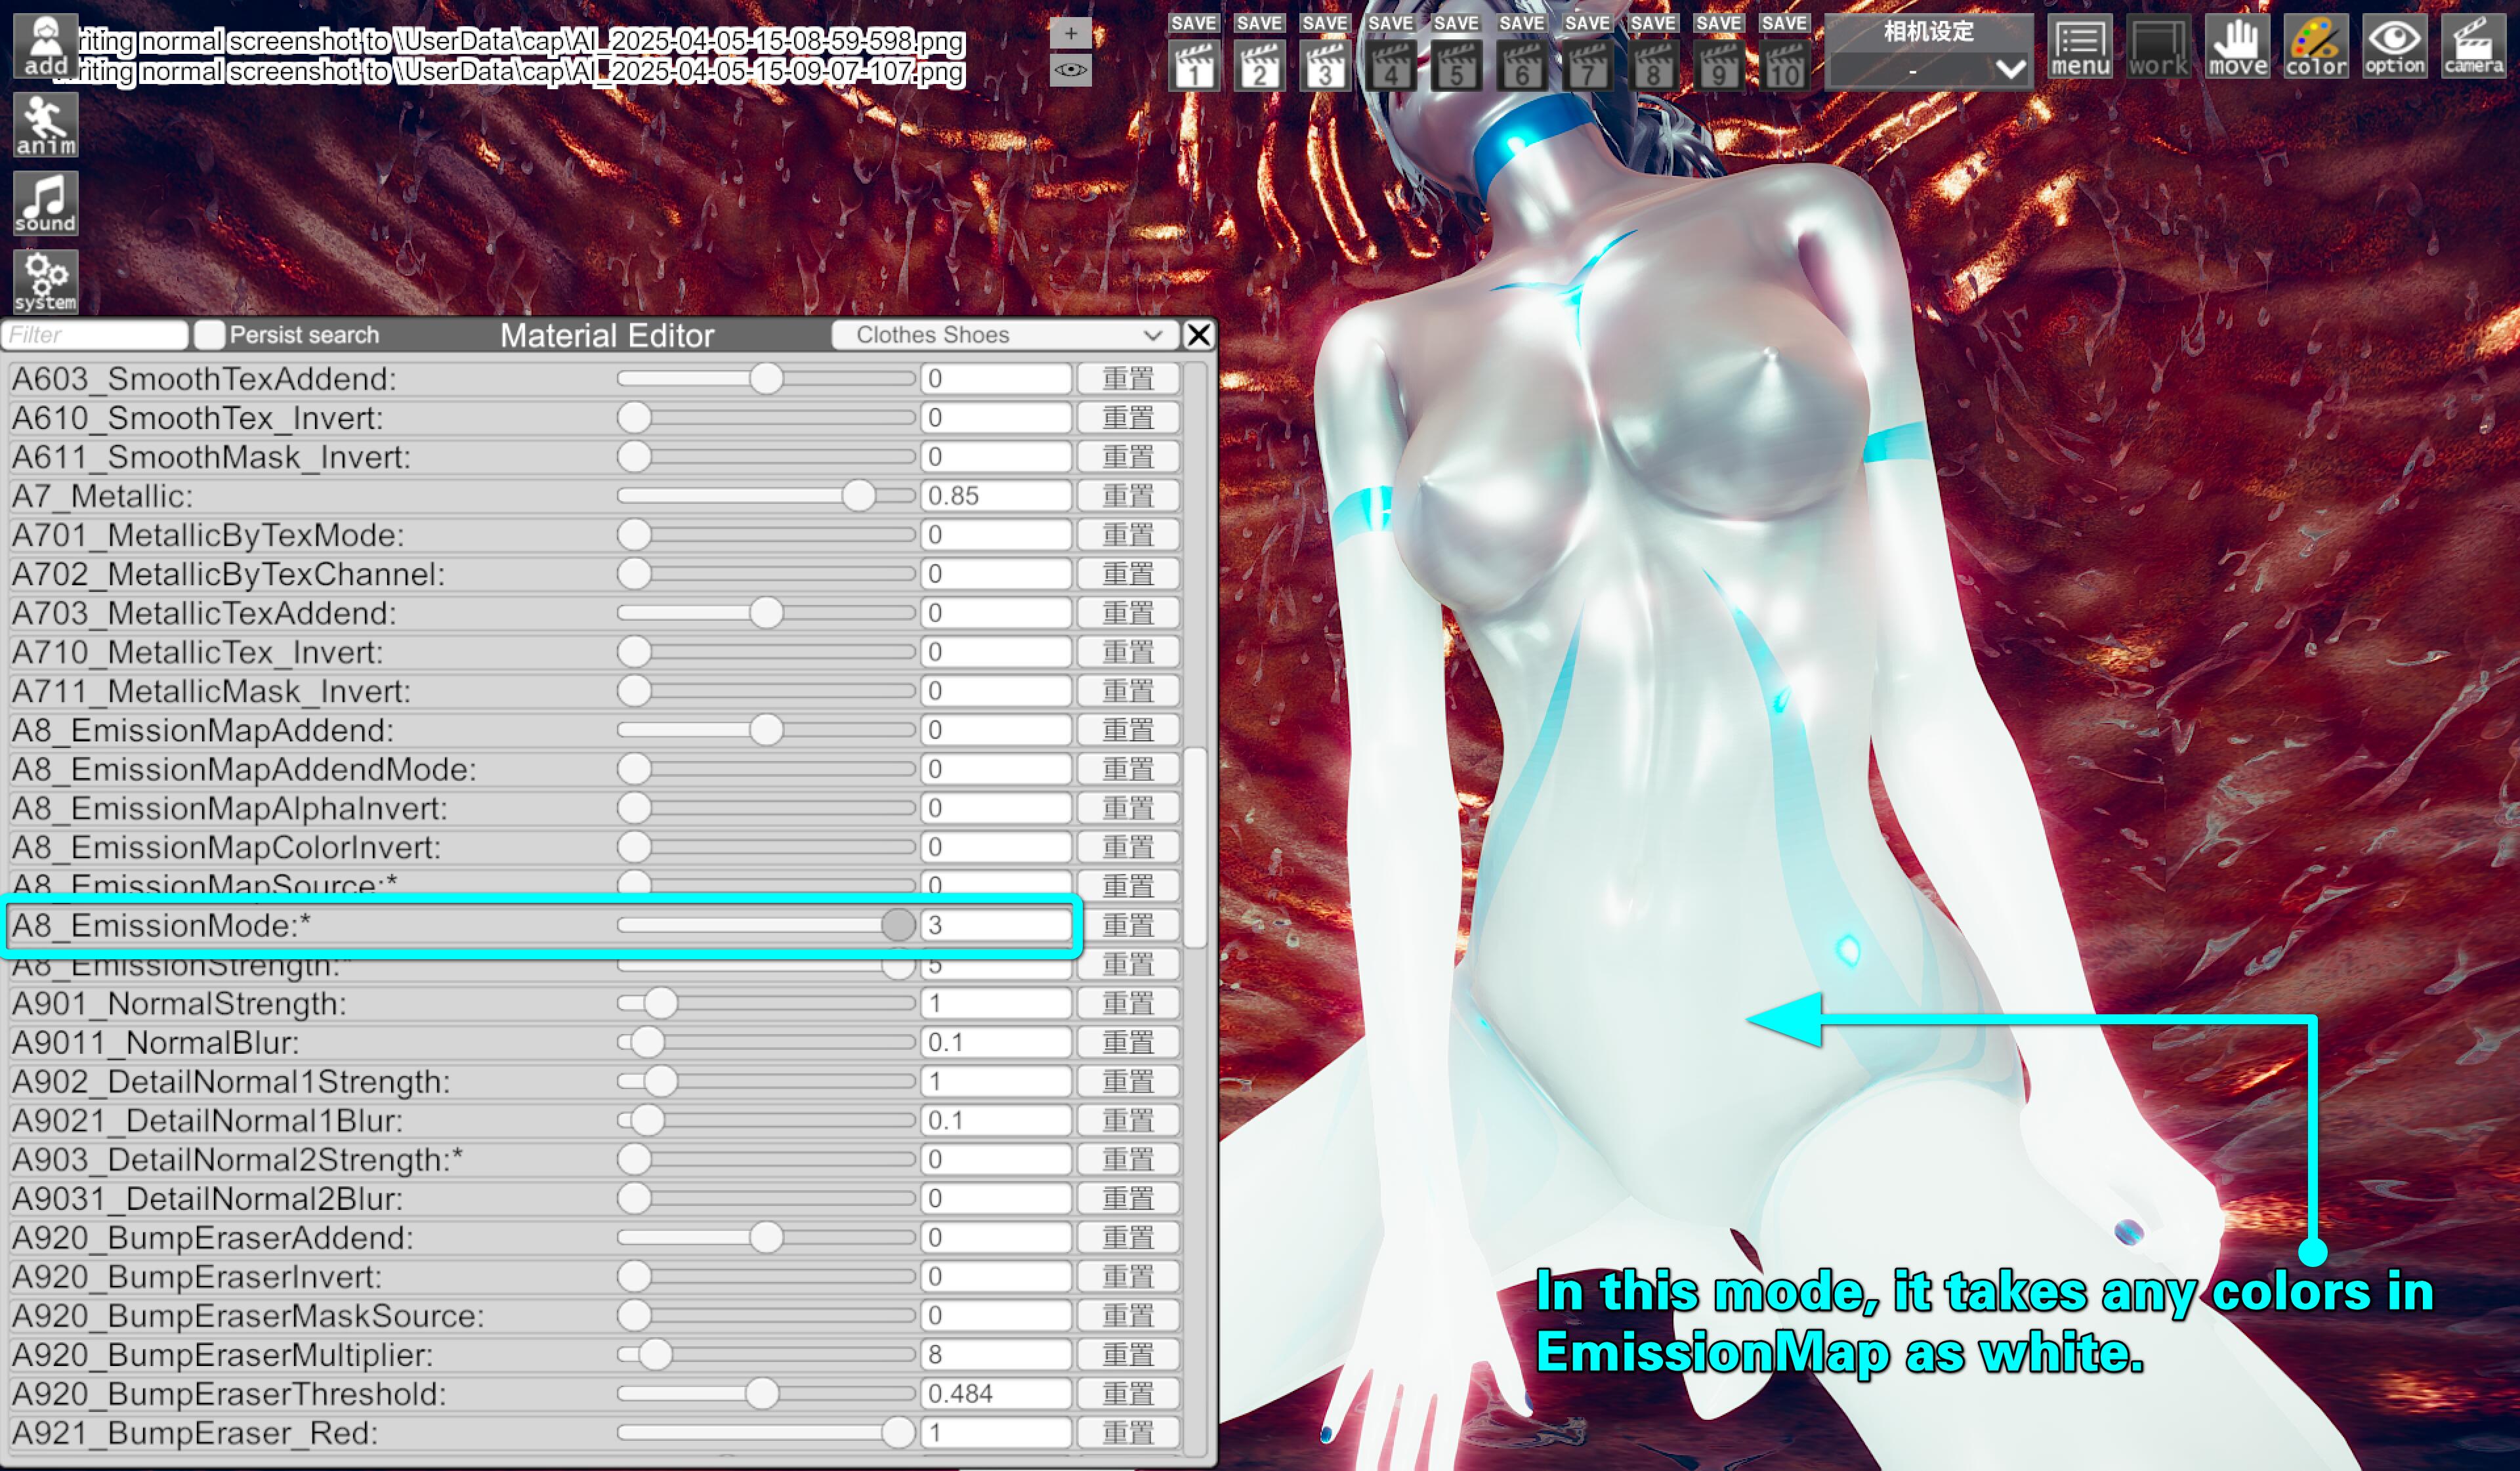 riting normal screenshot to \UserData\cap\AI_2025-04-05-15-08-59-598.png
riting normal screenshot to \UserData\cap\AI_2025-04-05-15-09-07-107.png
add
anim
sound
system
+
SAVE SAVE SAVE SAVE SAVE SAVE SAVE SAVE SAVE SAVE
1 2 3 4 5 6 7 8 9 10
相机设定
-
menu work move color option camera
Filter Persist search Material Editor Clothes Shoes X
A603_SmoothTexAddend: 0 重置
A610_SmoothTex_Invert: 0 重置
A611_SmoothMask_Invert: 0 重置
A7_Metallic: 0.85 重置
A701_MetallicByTexMode: 0 重置
A702_MetallicByTexChannel: 0 重置
A703_MetallicTexAddend: 0 重置
A710_MetallicTex_Invert: 0 重置
A711_MetallicMask_Invert: 0 重置
A8_EmissionMapAddend: 0 重置
A8_EmissionMapAddendMode: 0 重置
A8_EmissionMapAlphaInvert: 0 重置
A8_EmissionMapColorInvert: 0 重置
A8_EmissionMapSource:* 0 重置
A8_EmissionMode:* 3 重置
A8_EmissionStrength:* 5 重置
A901_NormalStrength: 1 重置
A9011_NormalBlur: 0.1 重置
A902_DetailNormal1Strength: 1 重置
A9021_DetailNormal1Blur: 0.1 重置
A903_DetailNormal2Strength:* 0 重置
A9031_DetailNormal2Blur: 0 重置
A920_BumpEraserAddend: 0 重置
A920_BumpEraserInvert: 0 重置
A920_BumpEraserMaskSource: 0 重置
A920_BumpEraserMultiplier: 8 重置
A920_BumpEraserThreshold: 0.484 重置
A921_BumpEraser_Red: 1 重置
In this mode, it takes any colors in
EmissionMap as white.